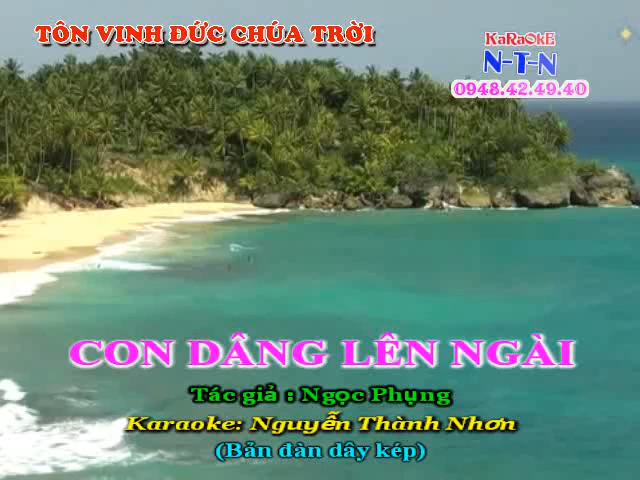 TÔN VINH ĐỨC CHÚA TRỜI
KaRaOkE
N-T-N
0948.42.49.40
CON DÂNG LÊN NGÀI
Tác giả : Ngọc Phụng
Karaoke: Nguyễn Thành Nhơn
(Bản đàn dây kép)